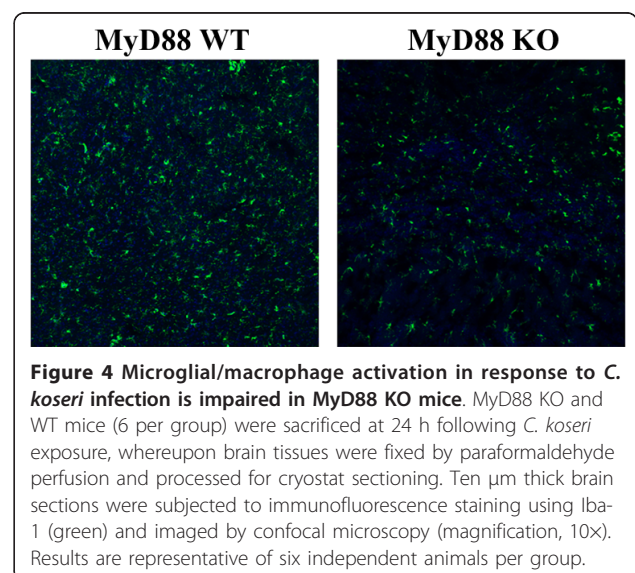 MyD88 WT
MyD88 KO
Figure 4 Microglial/macrophage activation in response to C.
koseri infection is impaired in MyD88 KO mice. MyD88 KO and
WT mice (6 per group) were sacrificed at 24 h following C. koseri
exposure, whereupon brain tissues were fixed by paraformaldehyde
perfusion and processed for cryostat sectioning. Ten μm thick brain
sections were subjected to immunofluorescence staining using Iba-
1 (green) and imaged by confocal microscopy (magnification, 10×).
Results are representative of six independent animals per group.